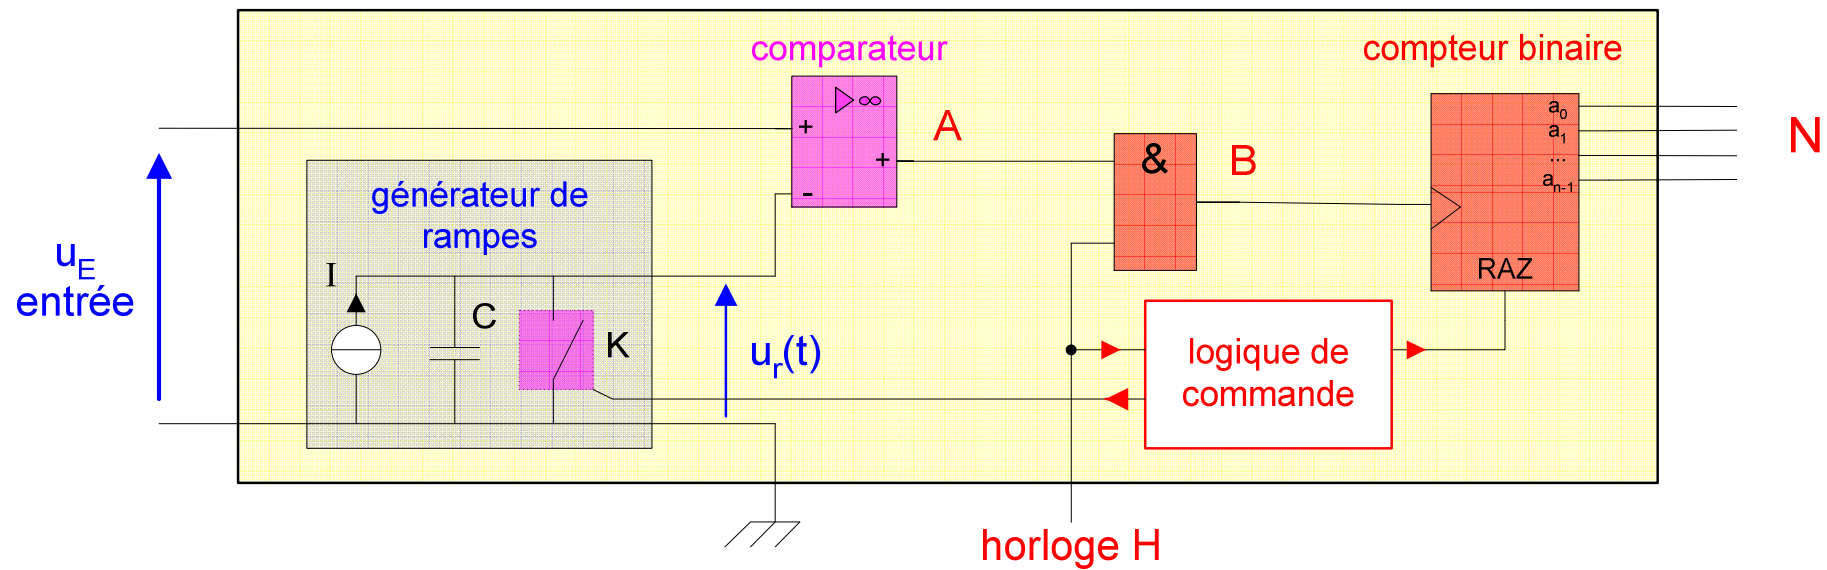 comparateur
compteur binaire
▷∞
+
A
+
-
&
B
a0
a1
...
an-1
RAZ
N
générateur de
rampes
uE
entrée
I
C
K
ur(t)
logique de
commande
horloge H